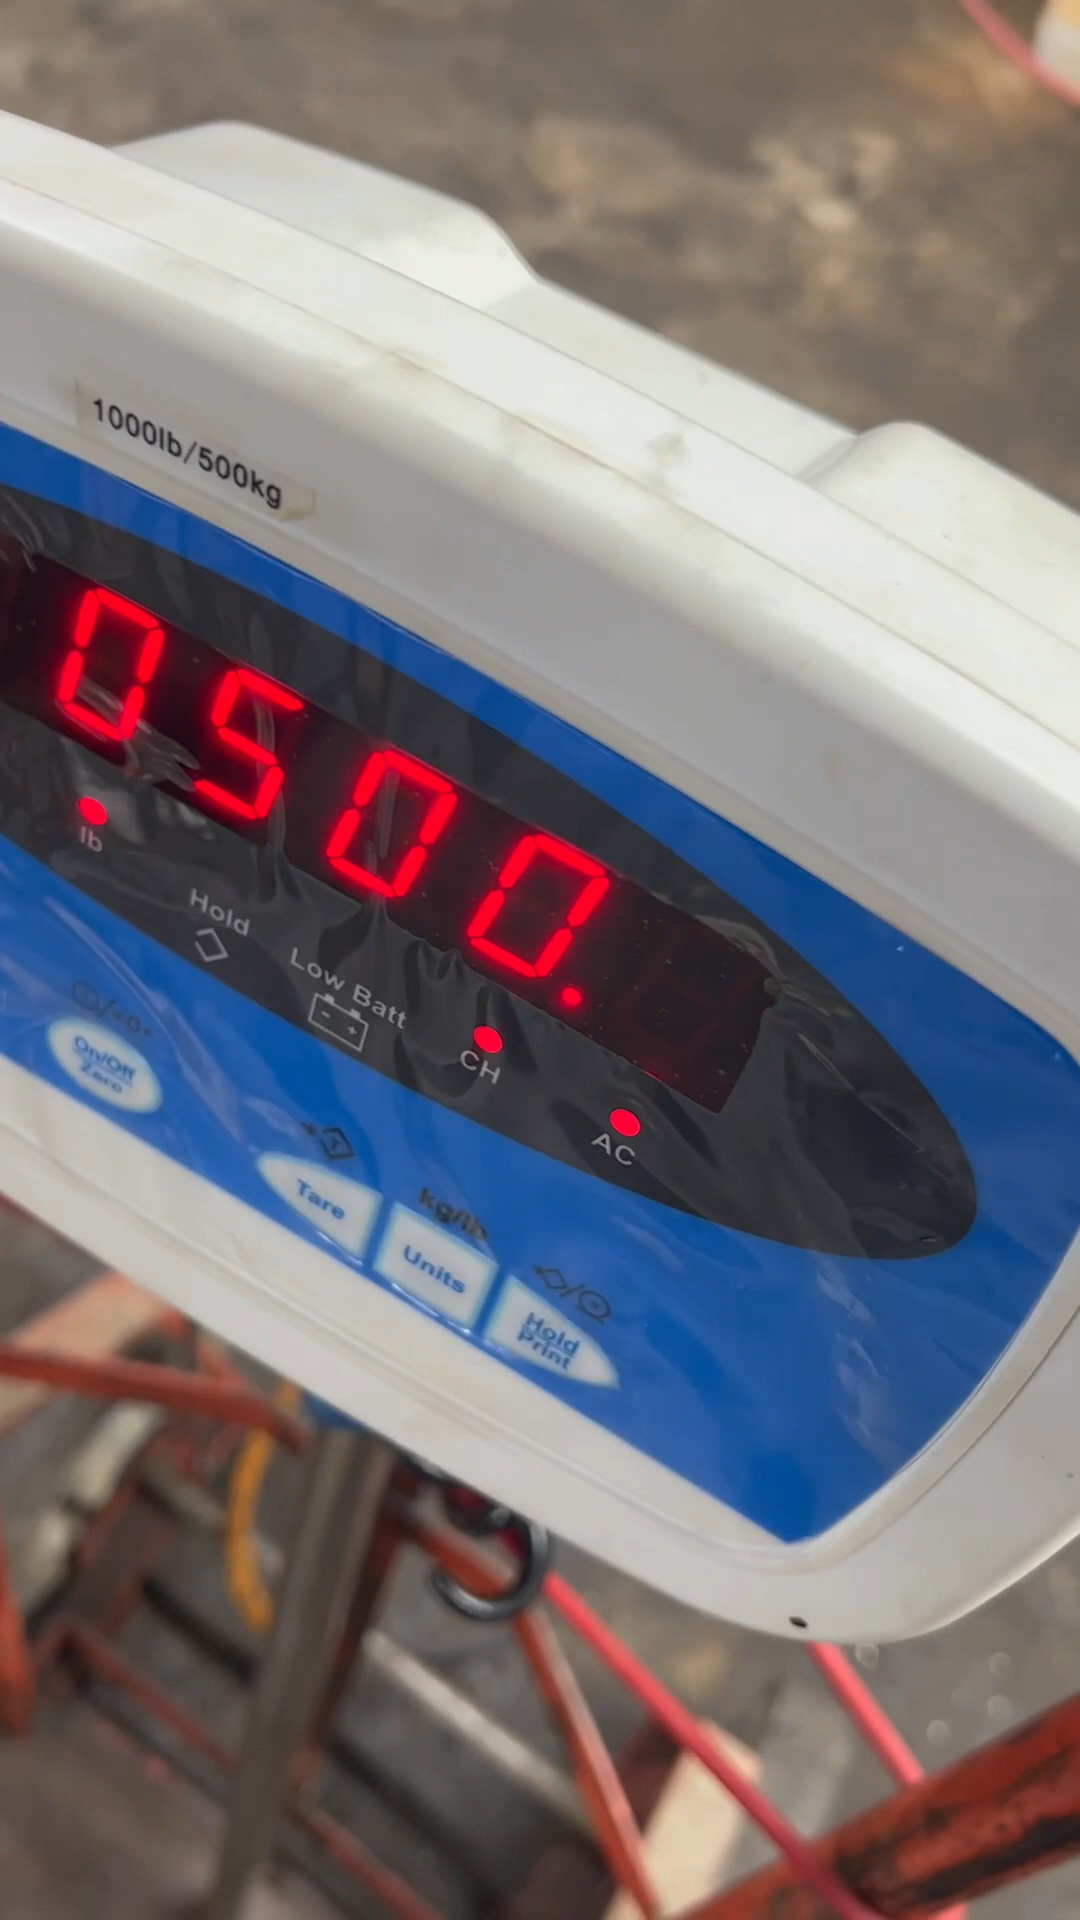 1000lb/500kg
0500.
lb
Hold
Low Batt
CH
AC
On/Off
Zero
Tare
kg/lb
Units
Hold
Print